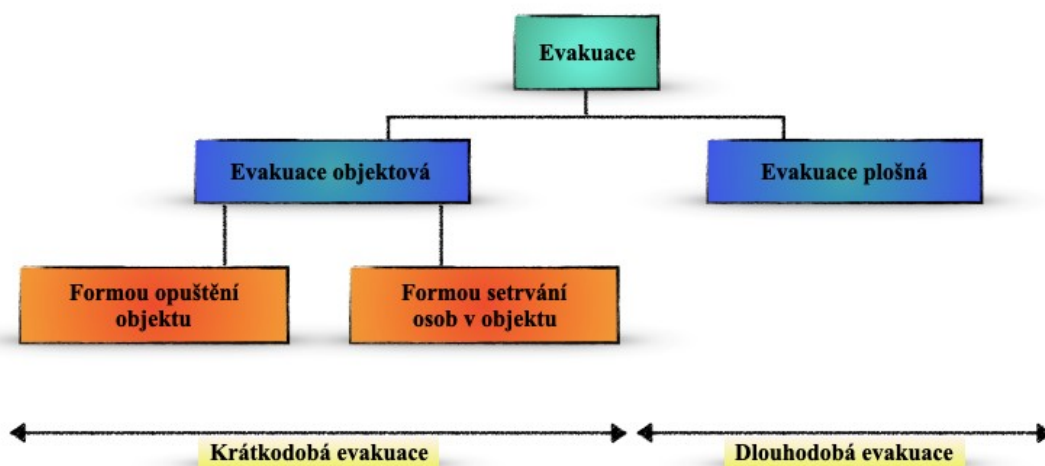 Evakuace
Evakuace objektová
Evakuace plošná
Formou opuštění
objektu
Formou setrvání
osob v objektu
Krátkodobá evakuace
Dlouhodobá evakuace